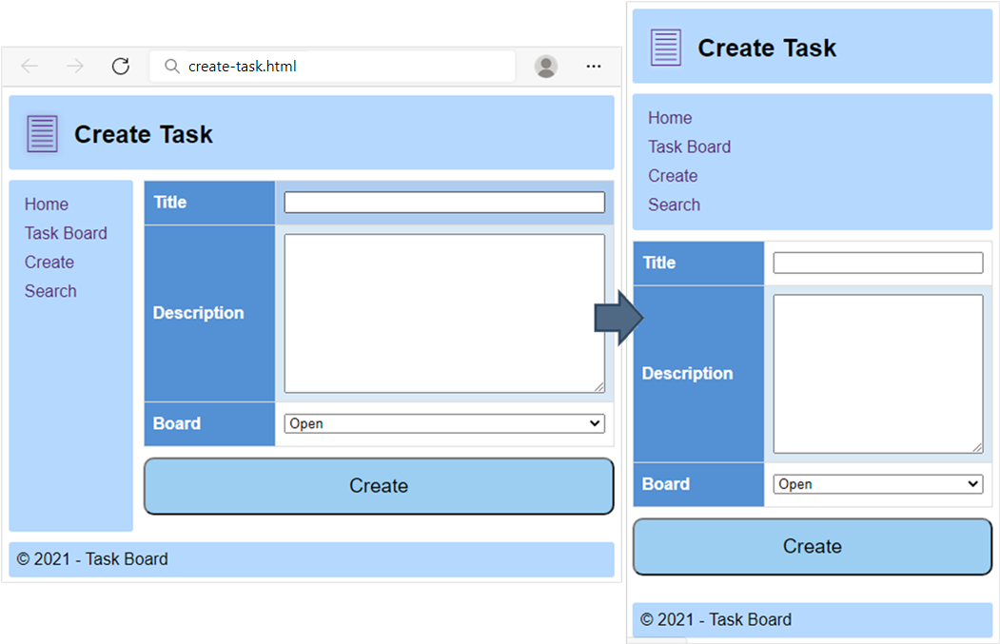 create-task.html
Create Task
Home
Task Board
Create
Search
Title
Description
Board
Open
Create
© 2021 - Task Board
Create Task
Home
Task Board
Create
Search
Title
Description
Board
Open
Create
© 2021 - Task Board